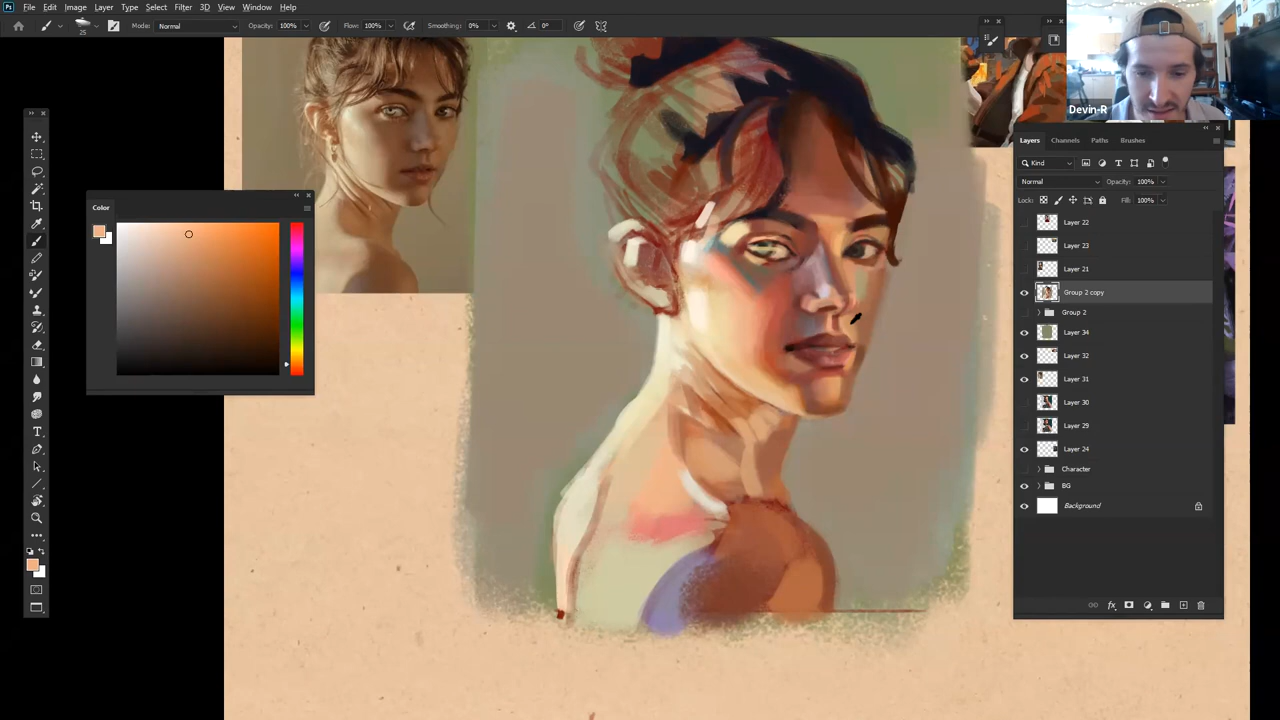 Ps File Edit Image Layer Type Select Filter 3D View Window Help
25 Mode: Normal Opacity: 100% Flow: 100% Smoothing: 0% 0°
Devin-R
Color
Layers Channels Paths Brushes
Kind
Normal Opacity: 100%
Lock: Fill: 100%
Layer 22
Layer 23
Layer 21
Group 2 copy
Group 2
Layer 34
Layer 32
Layer 31
Layer 30
Layer 29
Layer 24
Character
BG
Background
fx